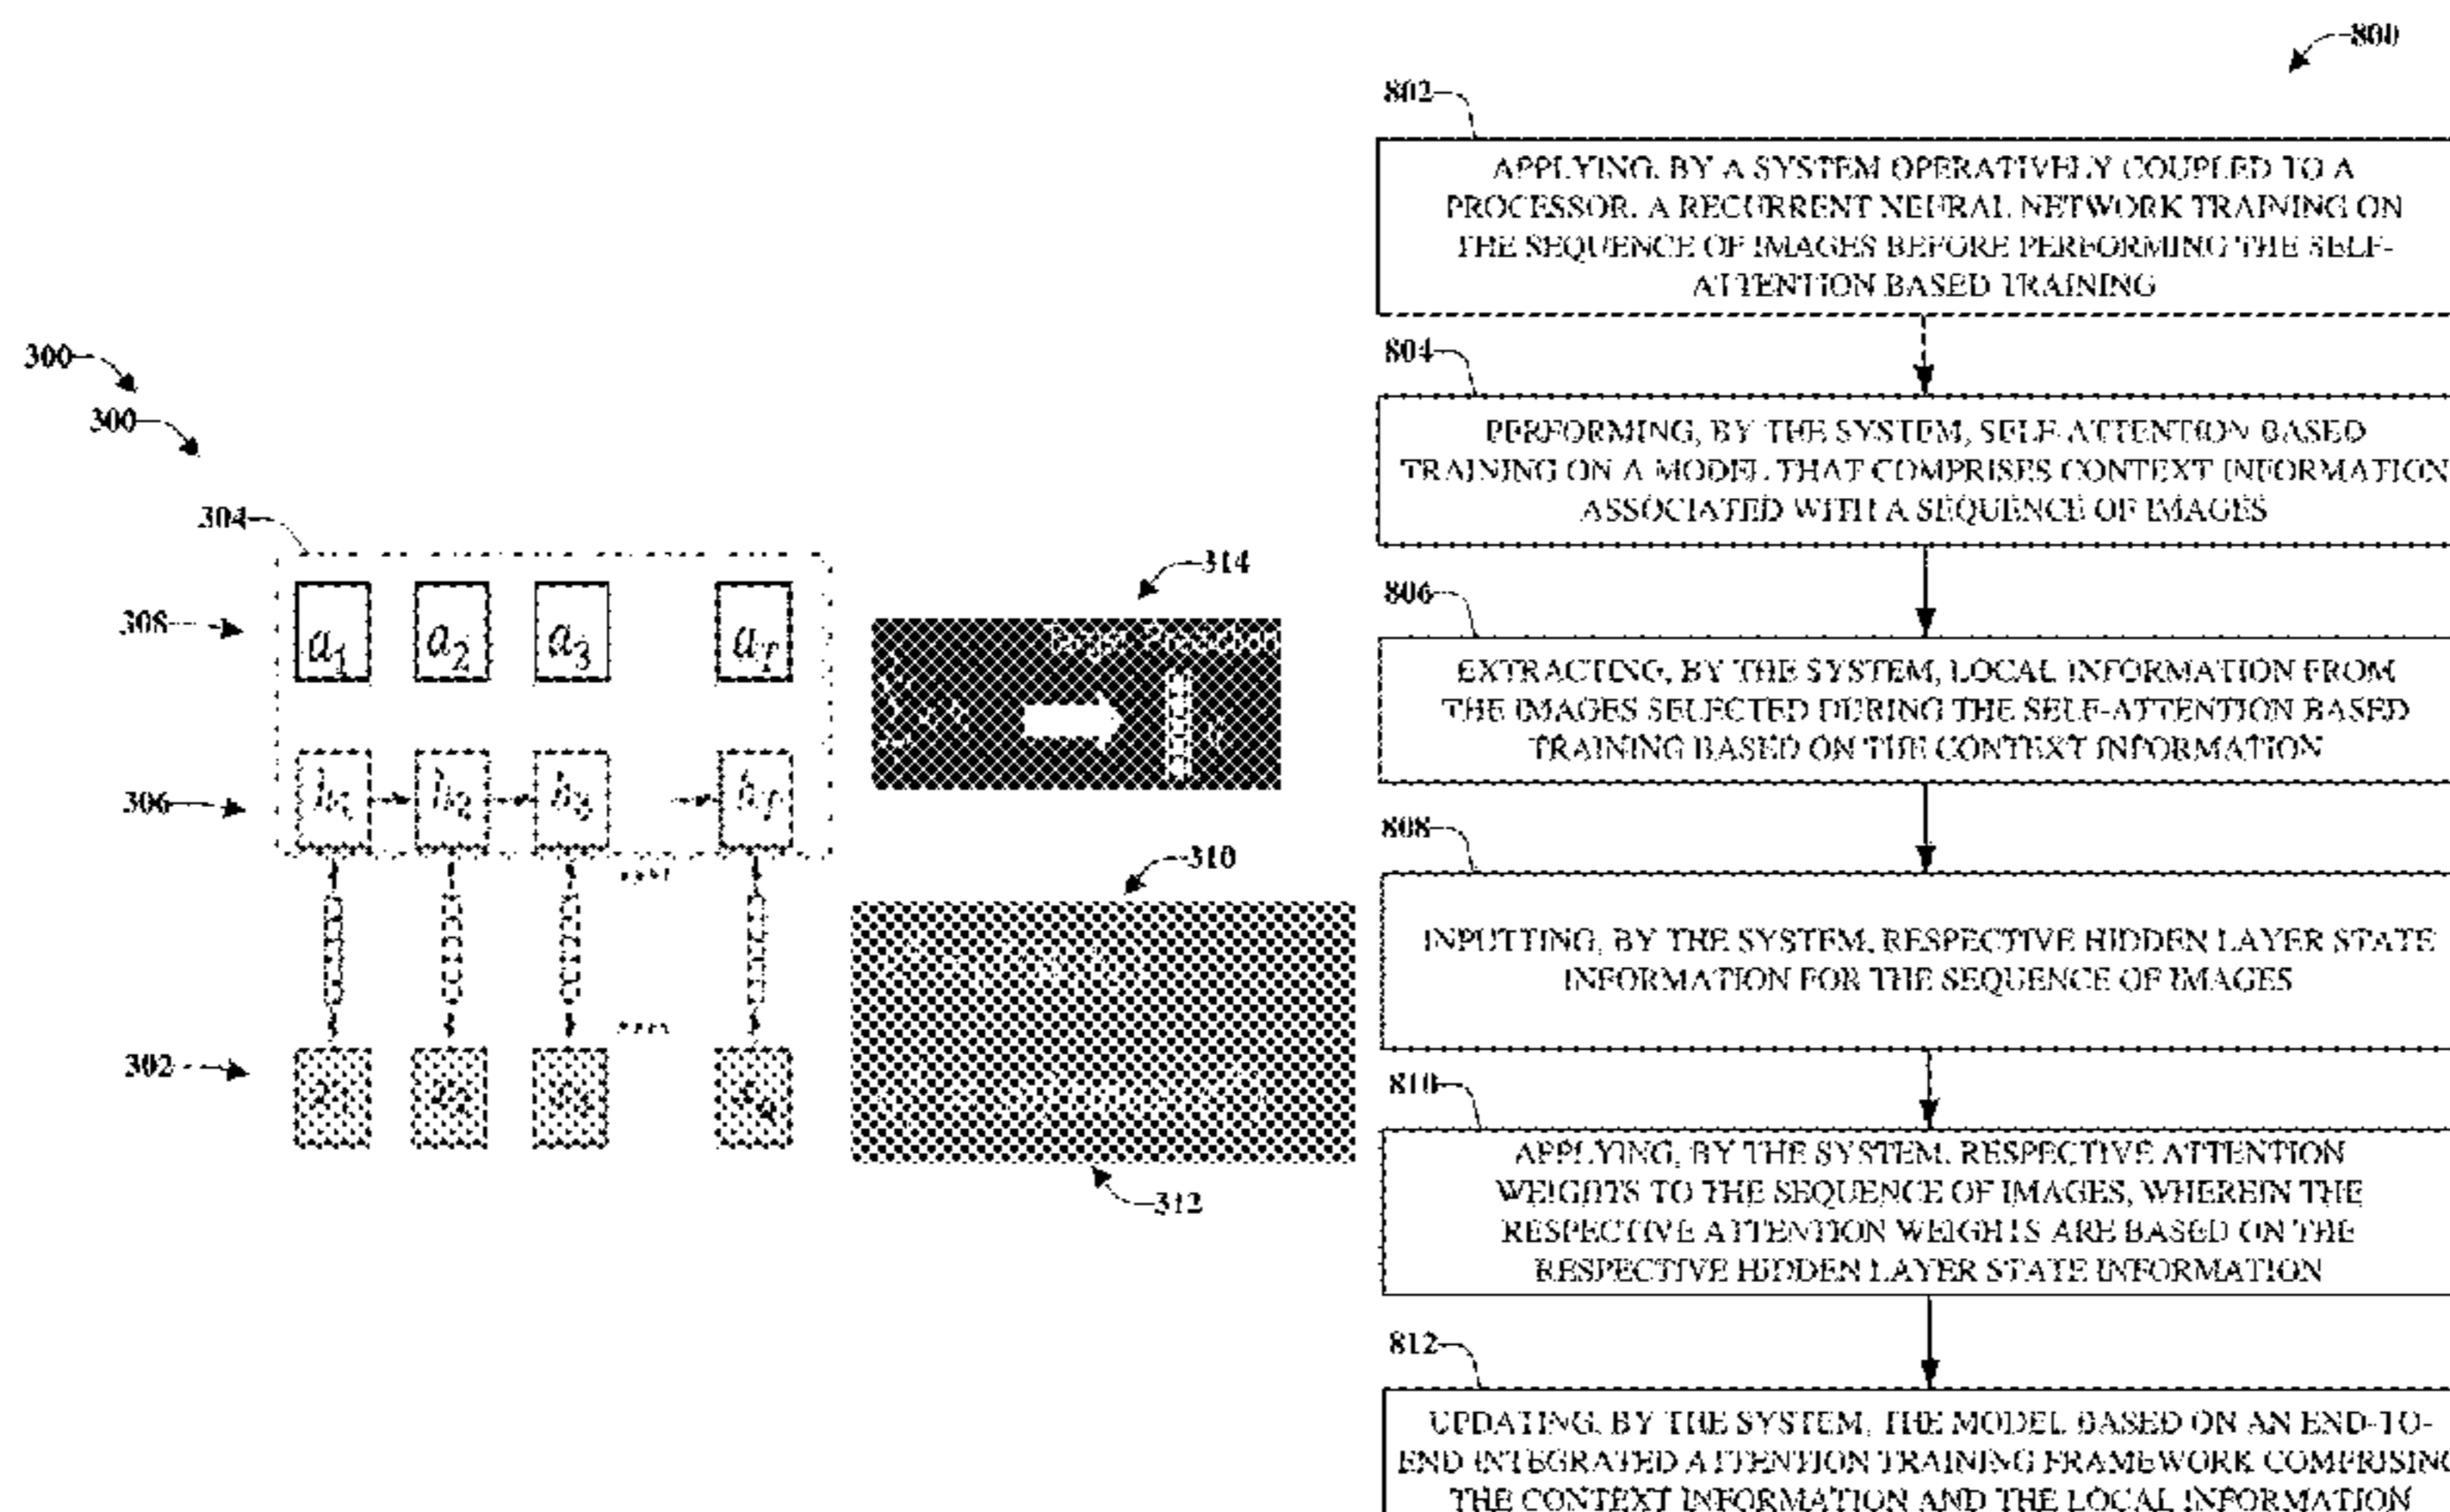 300
300
304
308
a1
a2
a3
aT
314
Target Prediction
306
h1
h2
h3
hT
310
302
312
800
802
APPLYING, BY A SYSTEM OPERATIVELY COUPLED TO A
PROCESSOR, A RECURRENT NEURAL NETWORK TRAINING ON
THE SEQUENCE OF IMAGES BEFORE PERFORMING THE SELF-
ATTENTION BASED TRAINING
804
PERFORMING, BY THE SYSTEM, SELF-ATTENTION BASED
TRAINING ON A MODEL THAT COMPRISES CONTEXT INFORMATION
ASSOCIATED WITH A SEQUENCE OF IMAGES
806
EXTRACTING, BY THE SYSTEM, LOCAL INFORMATION FROM
THE IMAGES SELECTED DURING THE SELF-ATTENTION BASED
TRAINING BASED ON THE CONTEXT INFORMATION
808
INPUTTING, BY THE SYSTEM, RESPECTIVE HIDDEN LAYER STATE
INFORMATION FOR THE SEQUENCE OF IMAGES
810
APPLYING, BY THE SYSTEM, RESPECTIVE ATTENTION
WEIGHTS TO THE SEQUENCE OF IMAGES, WHEREIN THE
RESPECTIVE ATTENTION WEIGHTS ARE BASED ON THE
RESPECTIVE HIDDEN LAYER STATE INFORMATION
812
UPDATING, BY THE SYSTEM, THE MODEL BASED ON AN END-TO-
END INTEGRATED ATTENTION TRAINING FRAMEWORK COMPRISING
THE CONTEXT INFORMATION AND THE LOCAL INFORMATION